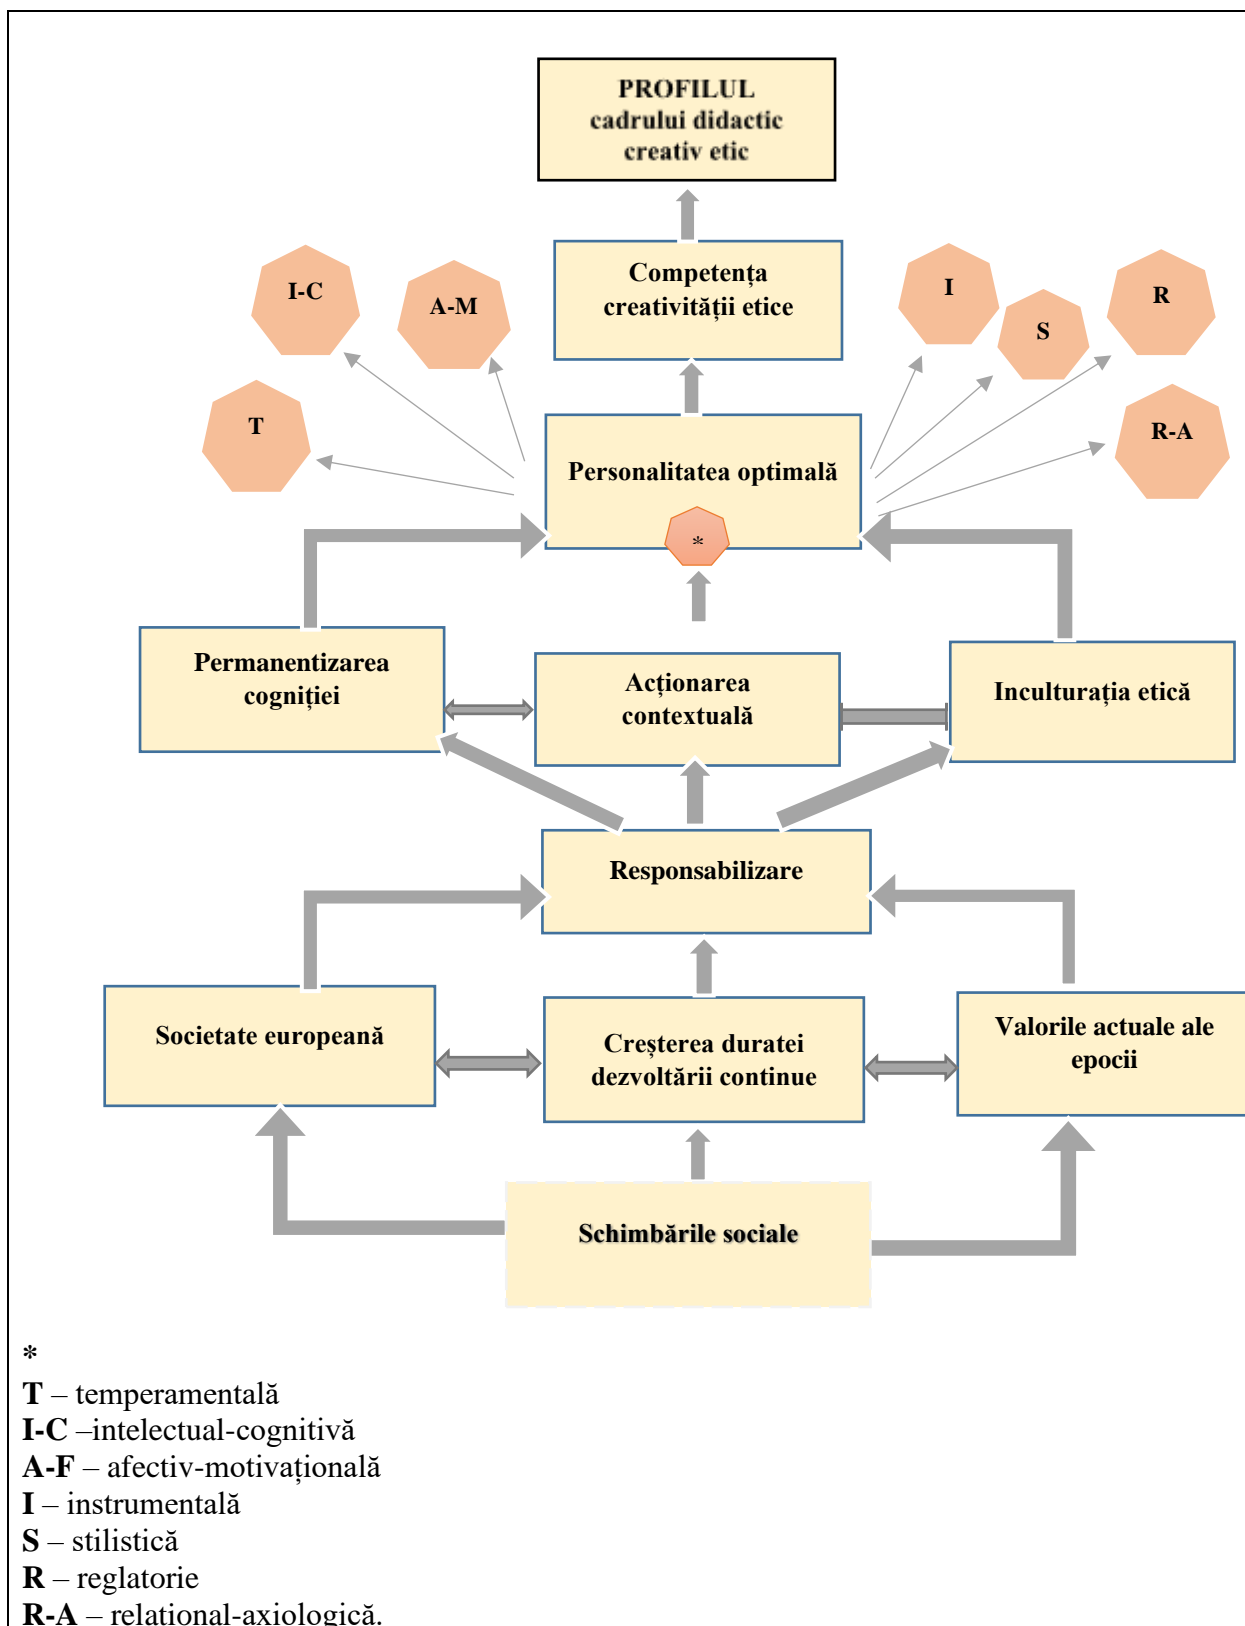 PROFILUL
cadrului didactic
creativ etic
Competența
creativității etice
I-C
A-M
T
I
S
R
R-A
Personalitatea optimală
*
Permanentizarea
cogniției
Acționarea
contextuală
Inculturația etică
Responsabilizare
Societate europeană
Creșterea duratei
dezvoltării continue
Valorile actuale ale
epocii
Schimbările sociale
*
T – temperamentală
I-C –intelectual-cognitivă
A-F – afectiv-motivațională
I – instrumentală
S – stilistică
R – reglatorie
R-A – relațional-axiologică.